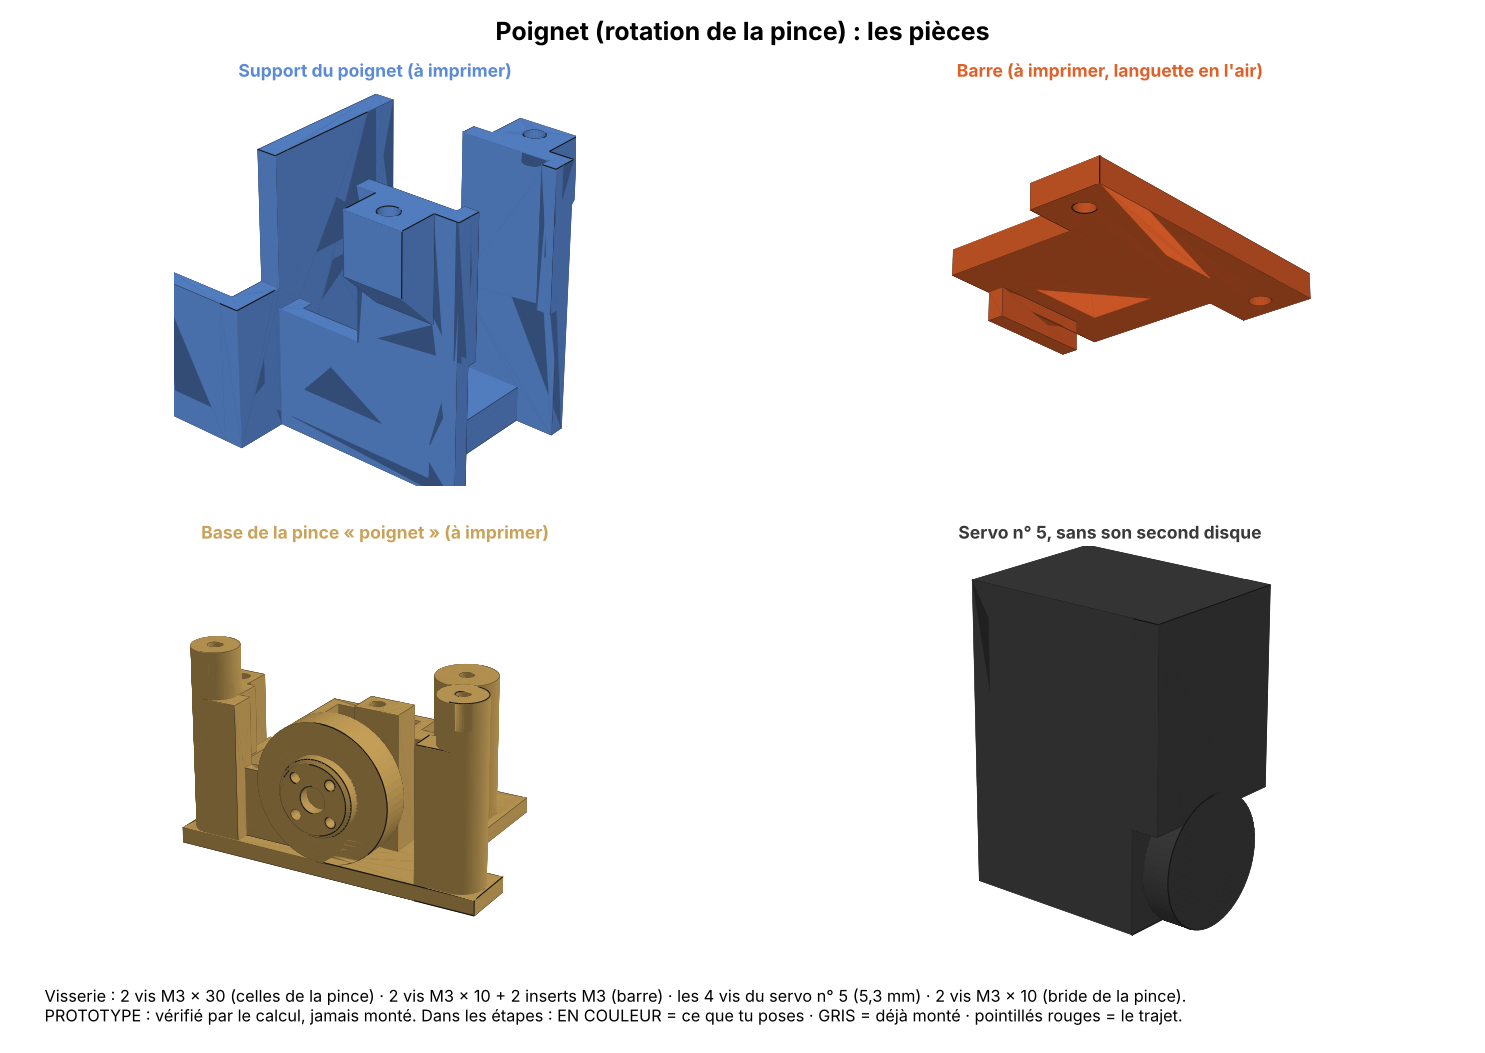 Poignet (rotation de la pince) : les pièces
Support du poignet (à imprimer)
Barre (à imprimer, languette en l'air)
Base de la pince « poignet » (à imprimer)
Servo n° 5, sans son second disque
Visserie : 2 vis M3 × 30 (celles de la pince) · 2 vis M3 × 10 + 2 inserts M3 (barre) · les 4 vis du servo n° 5 (5,3 mm) · 2 vis M3 × 10 (bride de la pince).
PROTOTYPE : vérifié par le calcul, jamais monté. Dans les étapes : EN COULEUR = ce que tu poses · GRIS = déjà monté · pointillés rouges = le trajet.